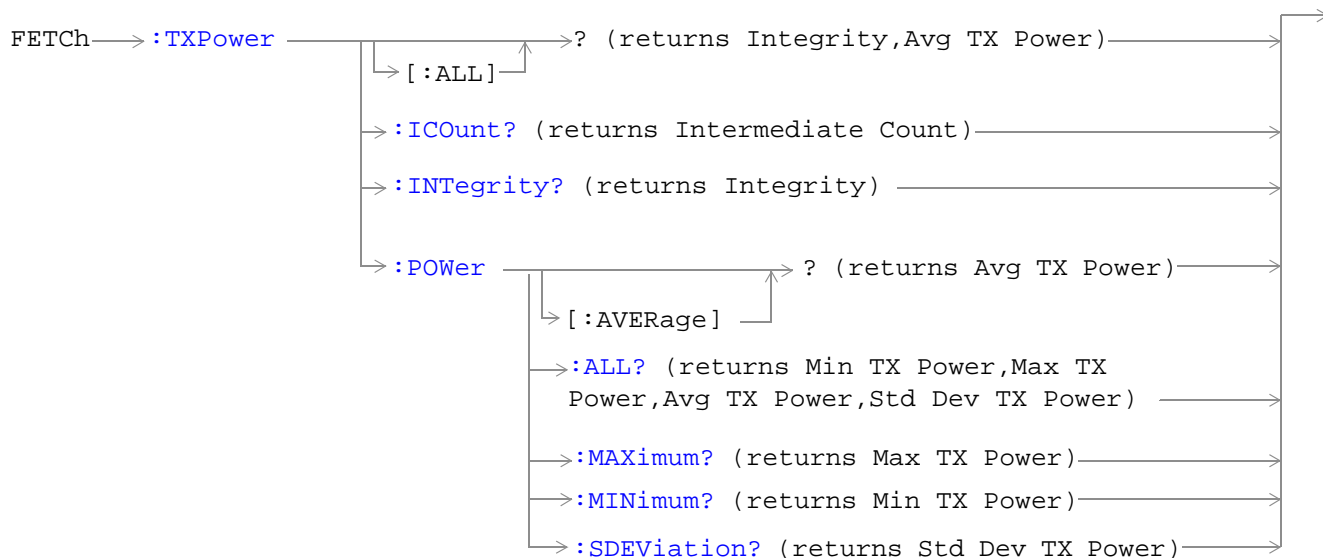 FETCh :TXPower ? (returns Integrity,Avg TX Power)
[:ALL]
:ICOunt? (returns Intermediate Count)
:INTegrity? (returns Integrity)
:POWer ? (returns Avg TX Power)
[:AVERage]
:ALL? (returns Min TX Power,Max TX
Power,Avg TX Power,Std Dev TX Power)
:MAXimum? (returns Max TX Power)
:MINimum? (returns Min TX Power)
:SDEViation? (returns Std Dev TX Power)